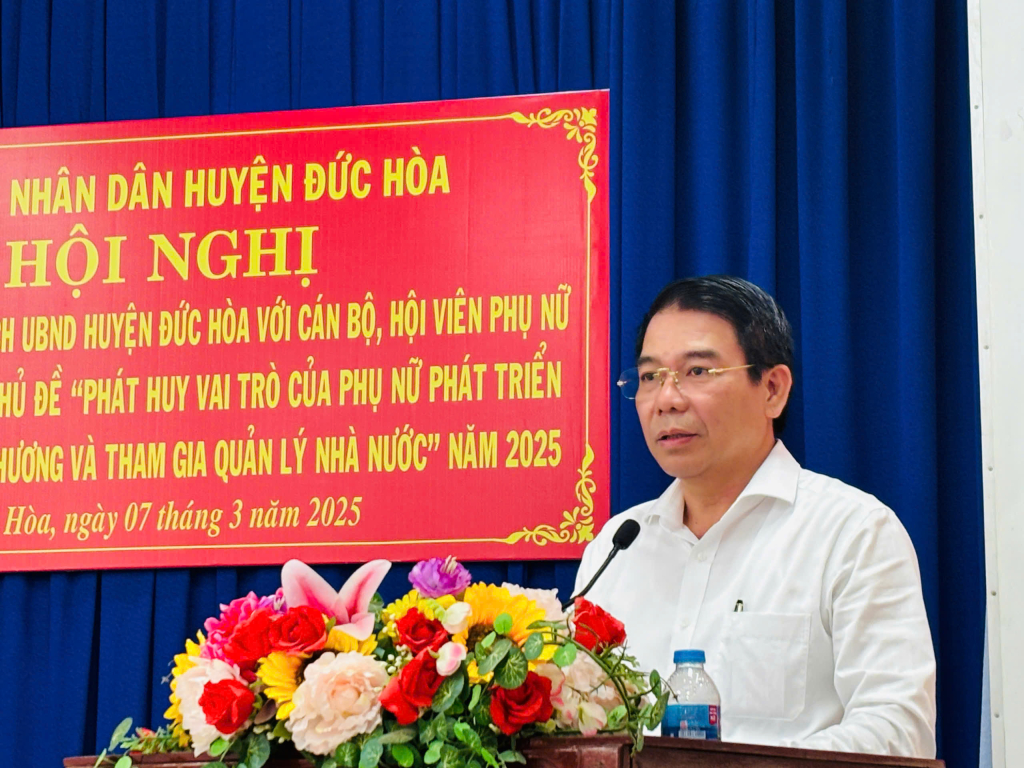 NHÂN DÂN HUYỆN ĐỨC HÒA
HỘI NGHỊ
UBND HUYỆN ĐỨC HÒA VỚI CÁN BỘ, HỘI VIÊN PHỤ NỮ
ĐỀ “PHÁT HUY VAI TRÒ CỦA PHỤ NỮ PHÁT TRIỂN
VÀ THAM GIA QUẢN LÝ NHÀ NƯỚC” NĂM 2025
Hòa, ngày 07 tháng 3 năm 2025